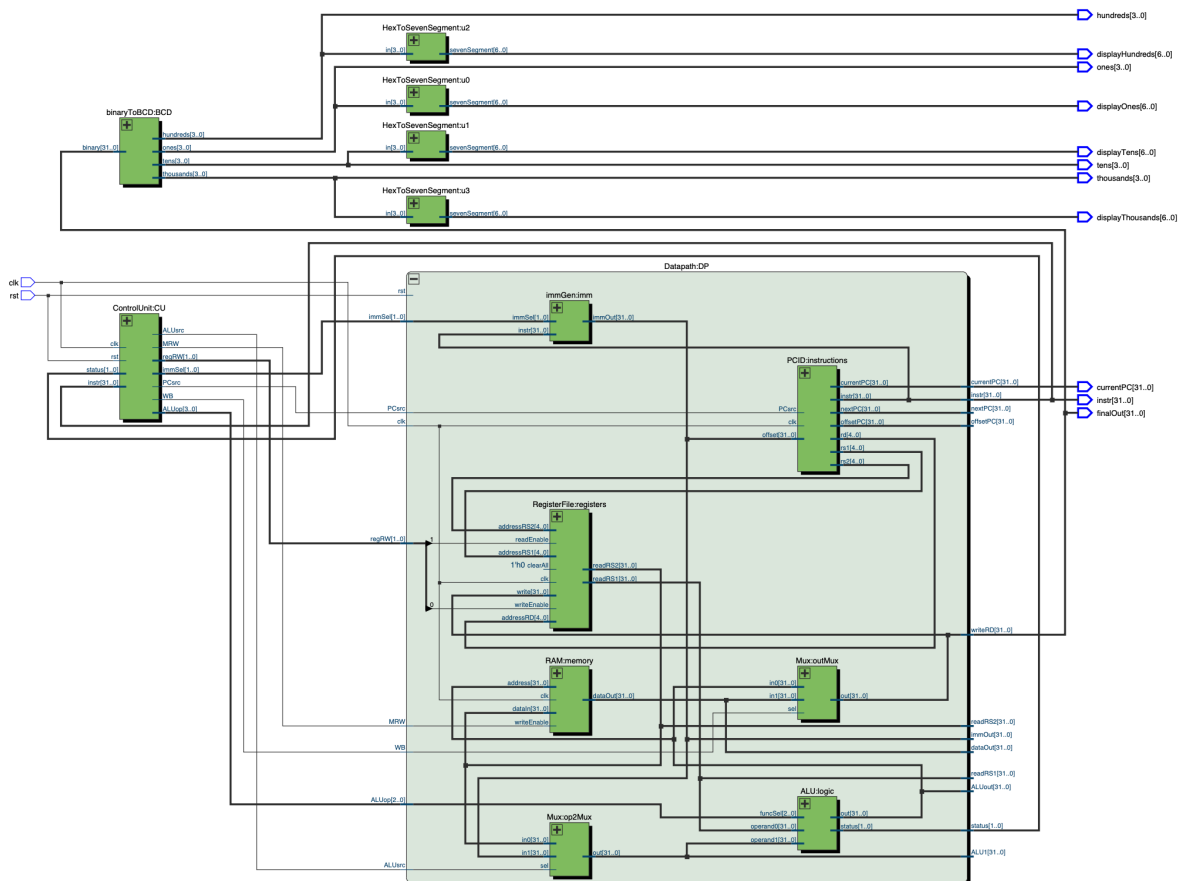 hundreds[3..0]
HexToSevenSegment:u2
in[3..0]
sevenSegment[6..0]
displayHundreds[6..0]
ones[3..0]
HexToSevenSegment:u0
in[3..0]
sevenSegment[6..0]
displayOnes[6..0]
binaryToBCD:BCD
binary[31..0]
hundreds[3..0]
ones[3..0]
tens[3..0]
thousands[3..0]
HexToSevenSegment:u1
in[3..0]
sevenSegment[6..0]
displayTens[6..0]
tens[3..0]
thousands[3..0]
HexToSevenSegment:u3
in[3..0]
sevenSegment[6..0]
displayThousands[6..0]
clk
rst
ControlUnit:CU
clk
rst
status[1..0]
instr[31..0]
ALUsrc
MRW
regRW[1..0]
immSel[1..0]
PCsrc
WB
ALUop[3..0]
Datapath:DP
rst
immSel[1..0]
PCsrc
clk
regRW[1..0]
MRW
WB
ALUop[2..0]
ALUsrc
immGen:imm
immSel[1..0]
instr[31..0]
immOut[31..0]
PCID:instructions
PCsrc
clk
offset[31..0]
currentPC[31..0]
instr[31..0]
nextPC[31..0]
offsetPC[31..0]
rd[4..0]
rs1[4..0]
rs2[4..0]
currentPC[31..0]
instr[31..0]
nextPC[31..0]
offsetPC[31..0]
currentPC[31..0]
instr[31..0]
finalOut[31..0]
RegisterFile:registers
1
0
addressRS2[4..0]
readEnable
addressRS1[4..0]
1'h0 clearAll
clk
write[31..0]
writeEnable
addressRD[4..0]
readRS2[31..0]
readRS1[31..0]
writeRD[31..0]
RAM:memory
address[31..0]
clk
dataIn[31..0]
writeEnable
dataOut[31..0]
Mux:outMux
in0[31..0]
in1[31..0]
sel
out[31..0]
readRS2[31..0]
immOut[31..0]
dataOut[31..0]
readRS1[31..0]
ALUout[31..0]
ALU:logic
funcSel[2..0]
operand0[31..0]
operand1[31..0]
out[31..0]
status[1..0]
status[1..0]
Mux:op2Mux
in0[31..0]
in1[31..0]
sel
out[31..0]
ALU1[31..0]